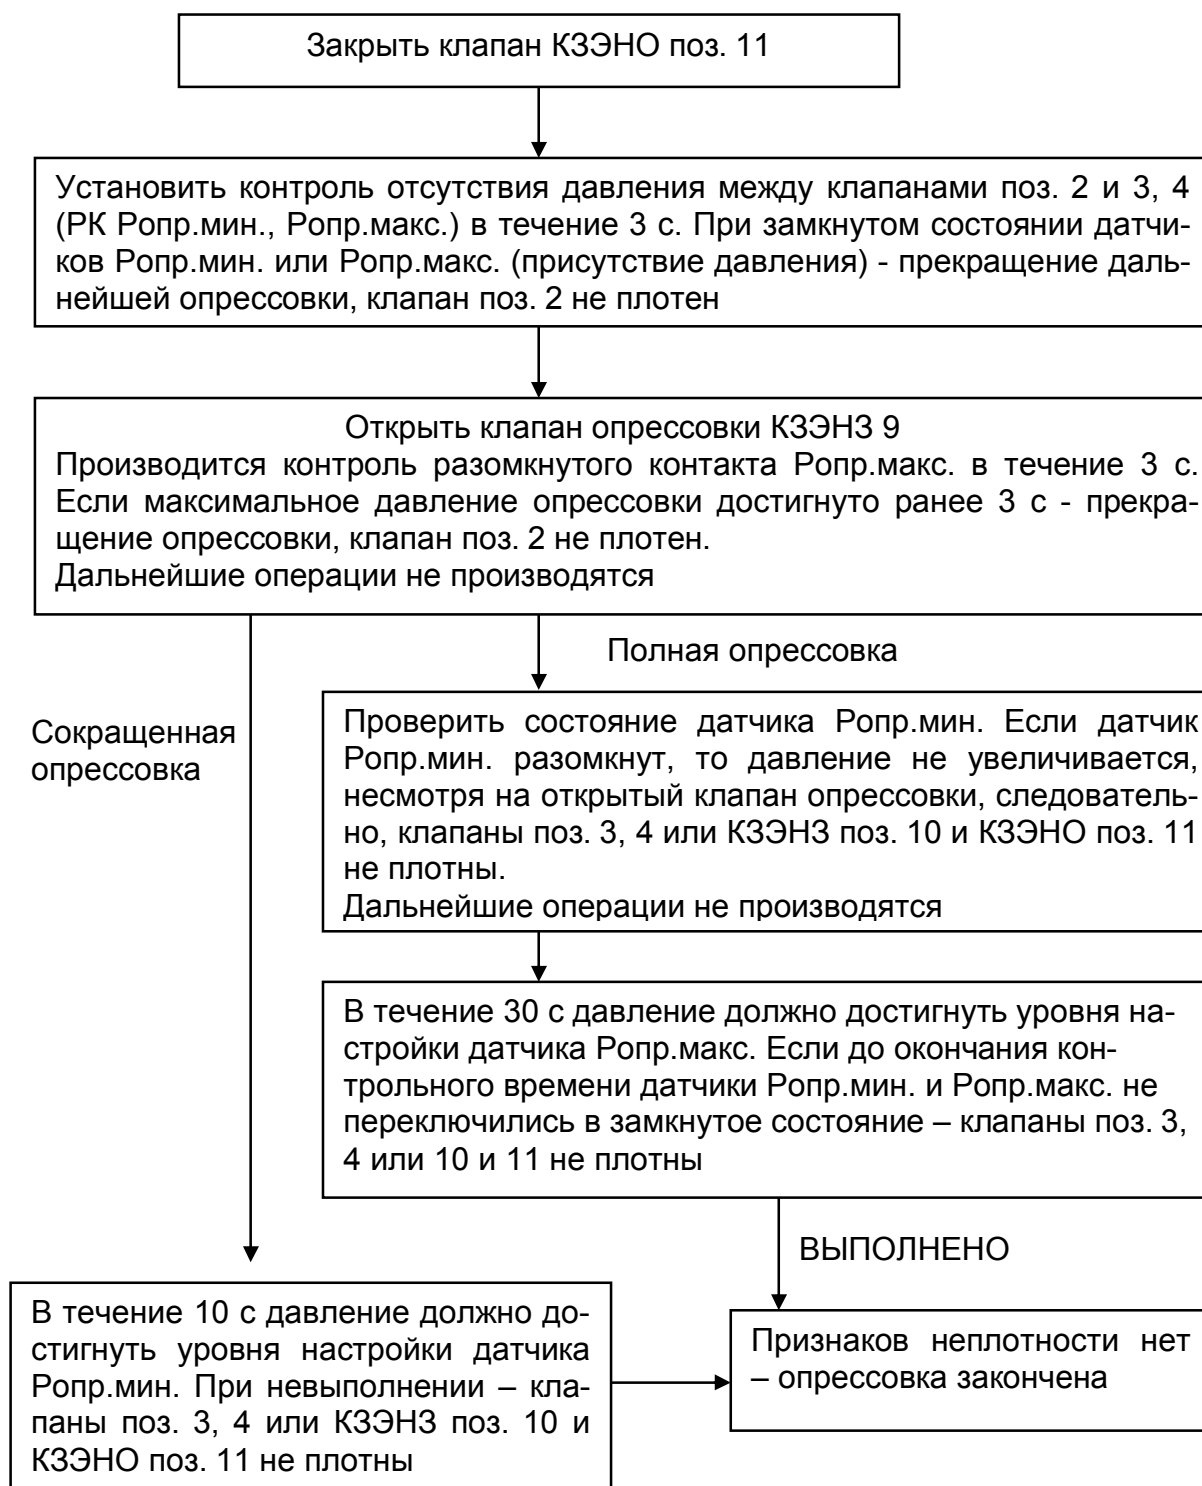 Закрыть клапан КЗЭНО поз. 11
Установить контроль отсутствия давления между клапанами поз. 2 и 3, 4
(РК Ропр.мин., Ропр.макс.) в течение 3 с. При замкнутом состоянии датчи-
ков Ропр.мин. или Ропр.макс. (присутствие давления) - прекращение даль-
нейшей опрессовки, клапан поз. 2 не плотен
Открыть клапан опрессовки КЗЭНЗ 9
Производится контроль разомкнутого контакта Ропр.макс. в течение 3 с.
Если максимальное давление опрессовки достигнуто ранее 3 с - прекра-
щение опрессовки, клапан поз. 2 не плотен.
Дальнейшие операции не производятся
Полная опрессовка
Сокращенная
опрессовка
Проверить состояние датчика Ропр.мин. Если датчик
Ропр.мин. разомкнут, то давление не увеличивается,
несмотря на открытый клапан опрессовки, следователь-
но, клапаны поз. 3, 4 или КЗЭНЗ поз. 10 и КЗЭНО поз. 11
не плотны.
Дальнейшие операции не производятся
В течение 30 с давление должно достигнуть уровня на-
стройки датчика Ропр.макс. Если до окончания кон-
трольного времени датчики Ропр.мин. и Ропр.макс. не
переключились в замкнутое состояние – клапаны поз. 3,
4 или 10 и 11 не плотны
ВЫПОЛНЕНО
В течение 10 с давление должно до-
стигнуть уровня настройки датчика
Ропр.мин. При невыполнении – кла-
паны поз. 3, 4 или КЗЭНЗ поз. 10 и
КЗЭНО поз. 11 не плотны
Признаков неплотности нет
– опрессовка закончена